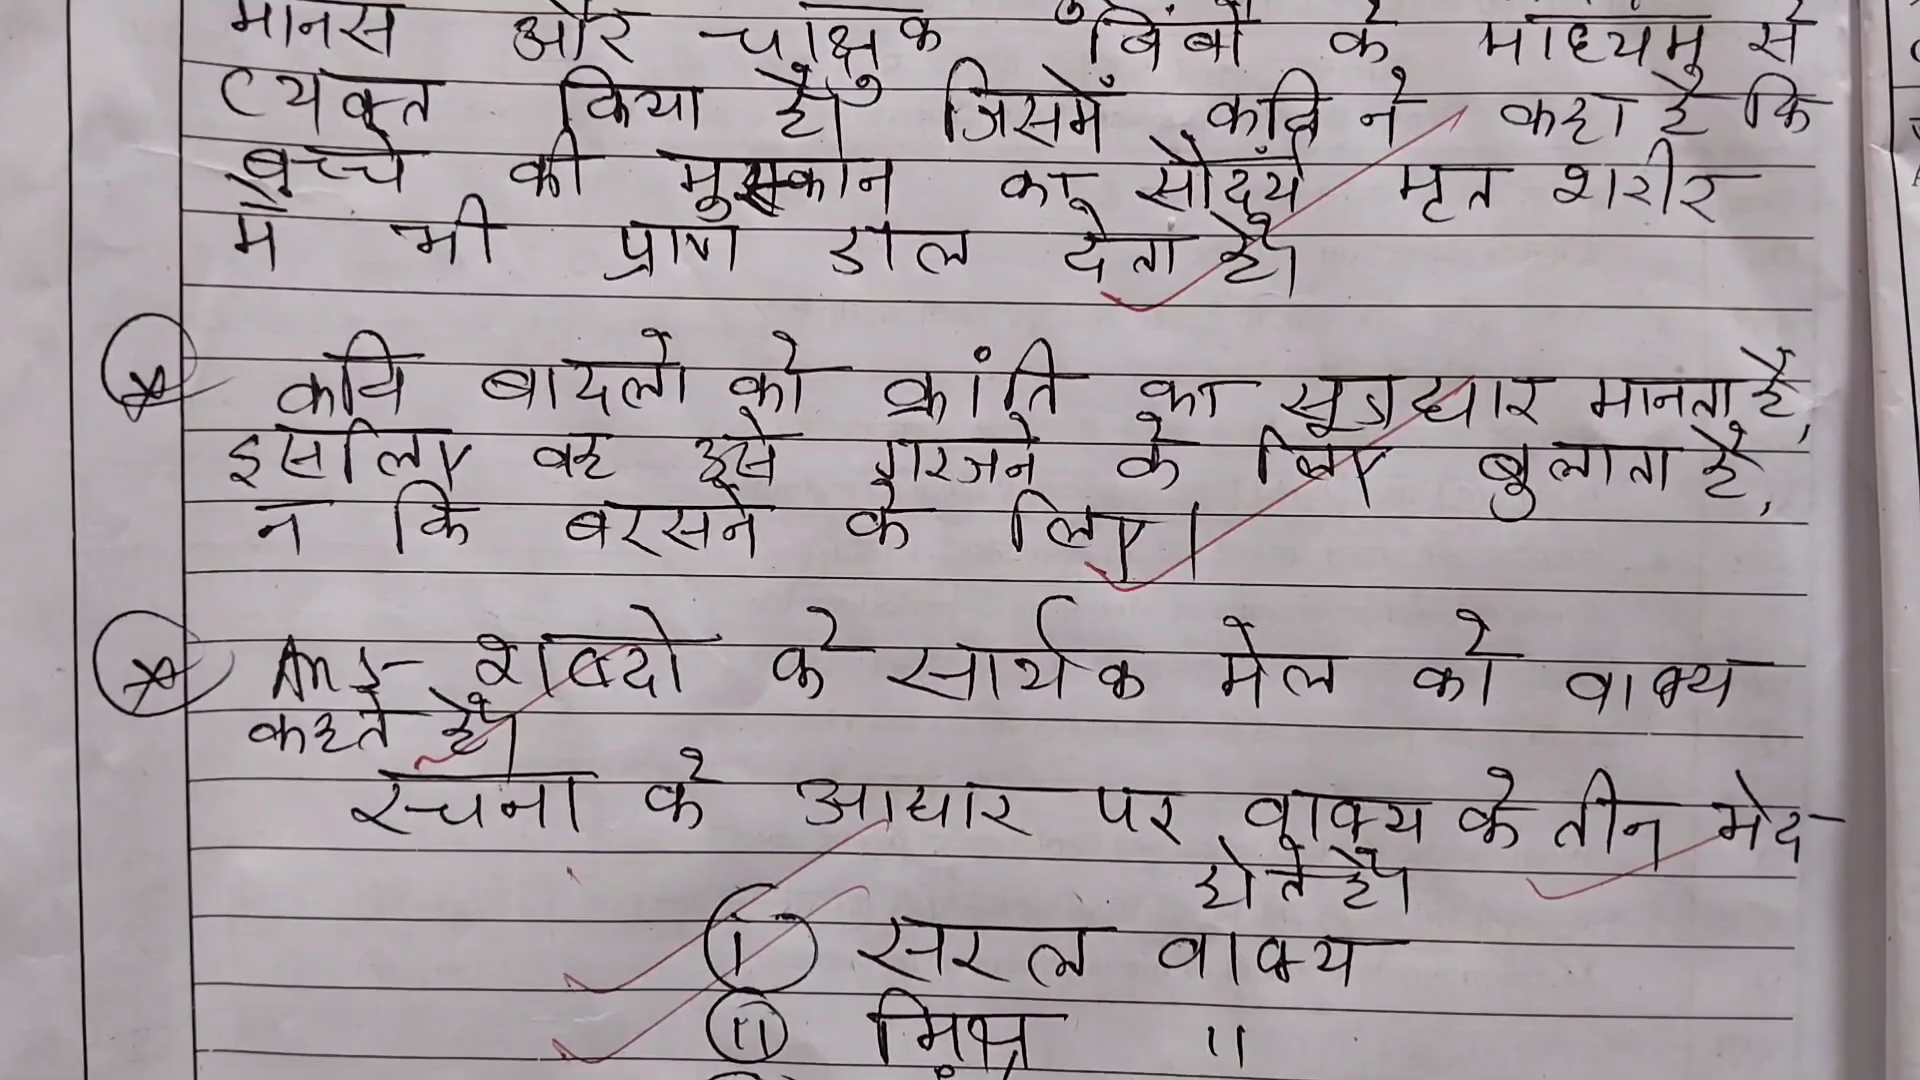 मानस और चाक्षुक बिंबों के माध्यम से
व्यक्त किया है। जिसमें कवि ने कहा है कि
बच्चे की मुस्कान का सौंदर्य मृत शरीर
में भी प्राण डाल देता है।
कवि बादलो को क्रांति का सूत्रधार मानता है,
इसलिए वह इसे गरजने के लिए बुलाता है,
न कि बरसने के लिए।
Ans- शब्दो के सार्थक मेल को वाक्य
कहते है।
रचना के आधार पर वाक्य के तीन भेद
होते है।
I सरल वाक्य
II मिश्र "